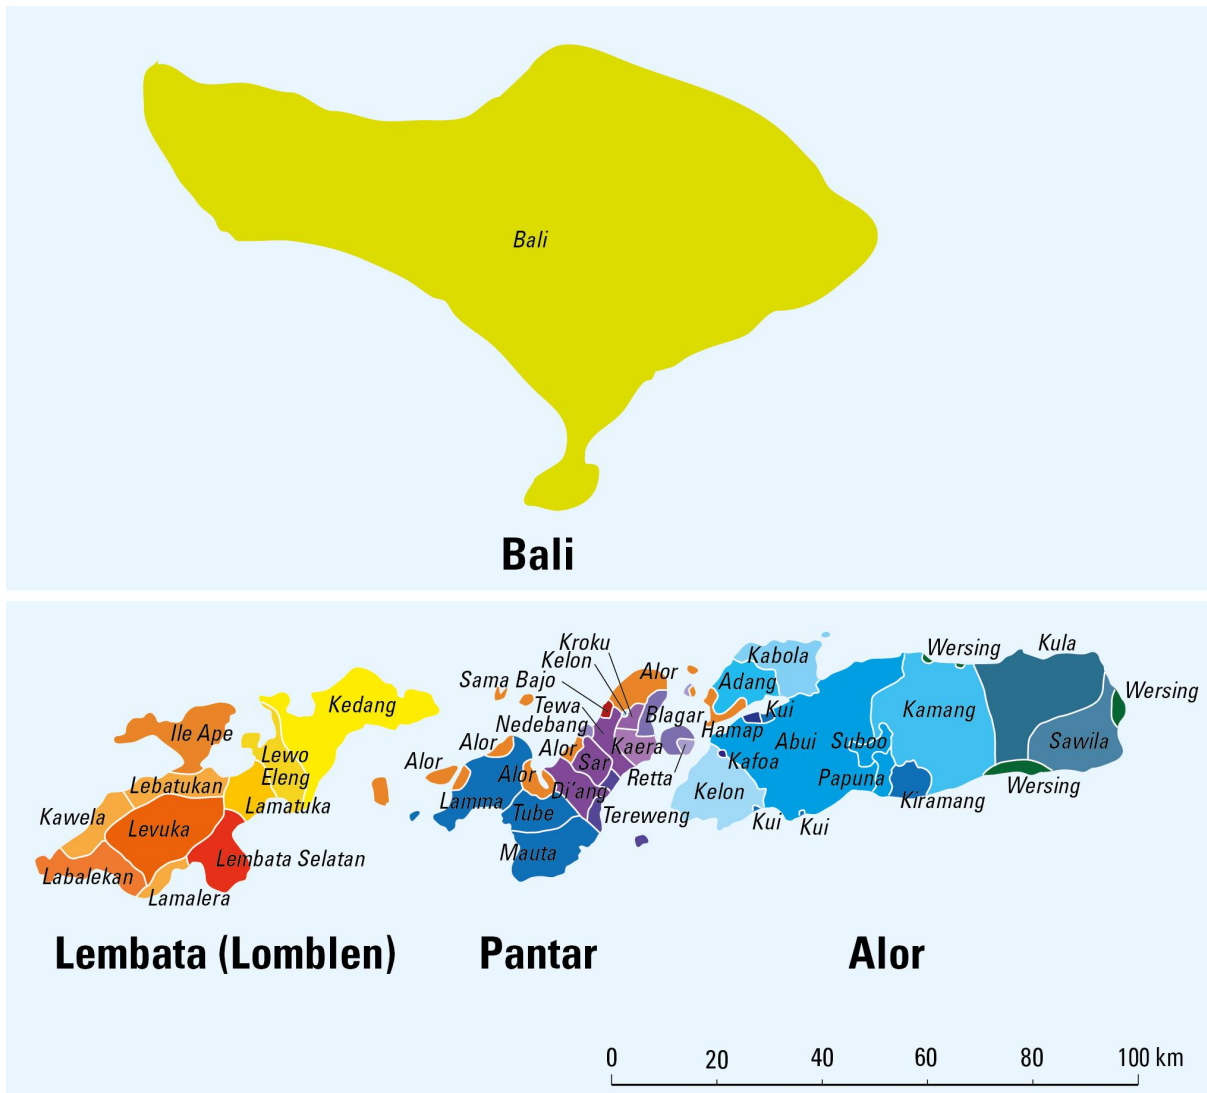 Bali
Bali
Kroku
Kelon
Sama Bajo
Alor
Tewa
Nedebang
Blagar
Alor
Alor
Kaera
Sar
Retta
Alor
Alor
Di'ang
Lamma
Tube
Tereweng
Mauta
Kabola
Adang
Kui
Hamap
Kafoa
Abui
Kelon
Kui
Kui
Suboo
Papuna
Kamang
Kiramang
Wersing
Kula
Wersing
Sawila
Wersing
Kedang
Ile Ape
Lewo
Eleng
Lebatukan
Lamatuka
Kawela
Levuka
Lembata Selatan
Labalekan
Lamalera
Lembata (Lomblen)
Pantar
Alor
0 20 40 60 80 100 km